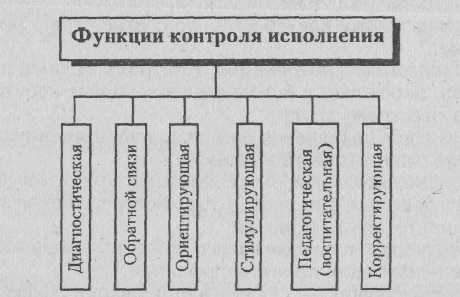 Функции контроля исполнения
Диагностическая
Обратной связи
Ориентирующая
Стимулирующая
Педагогическая
(воспитательная)
Корректирующая